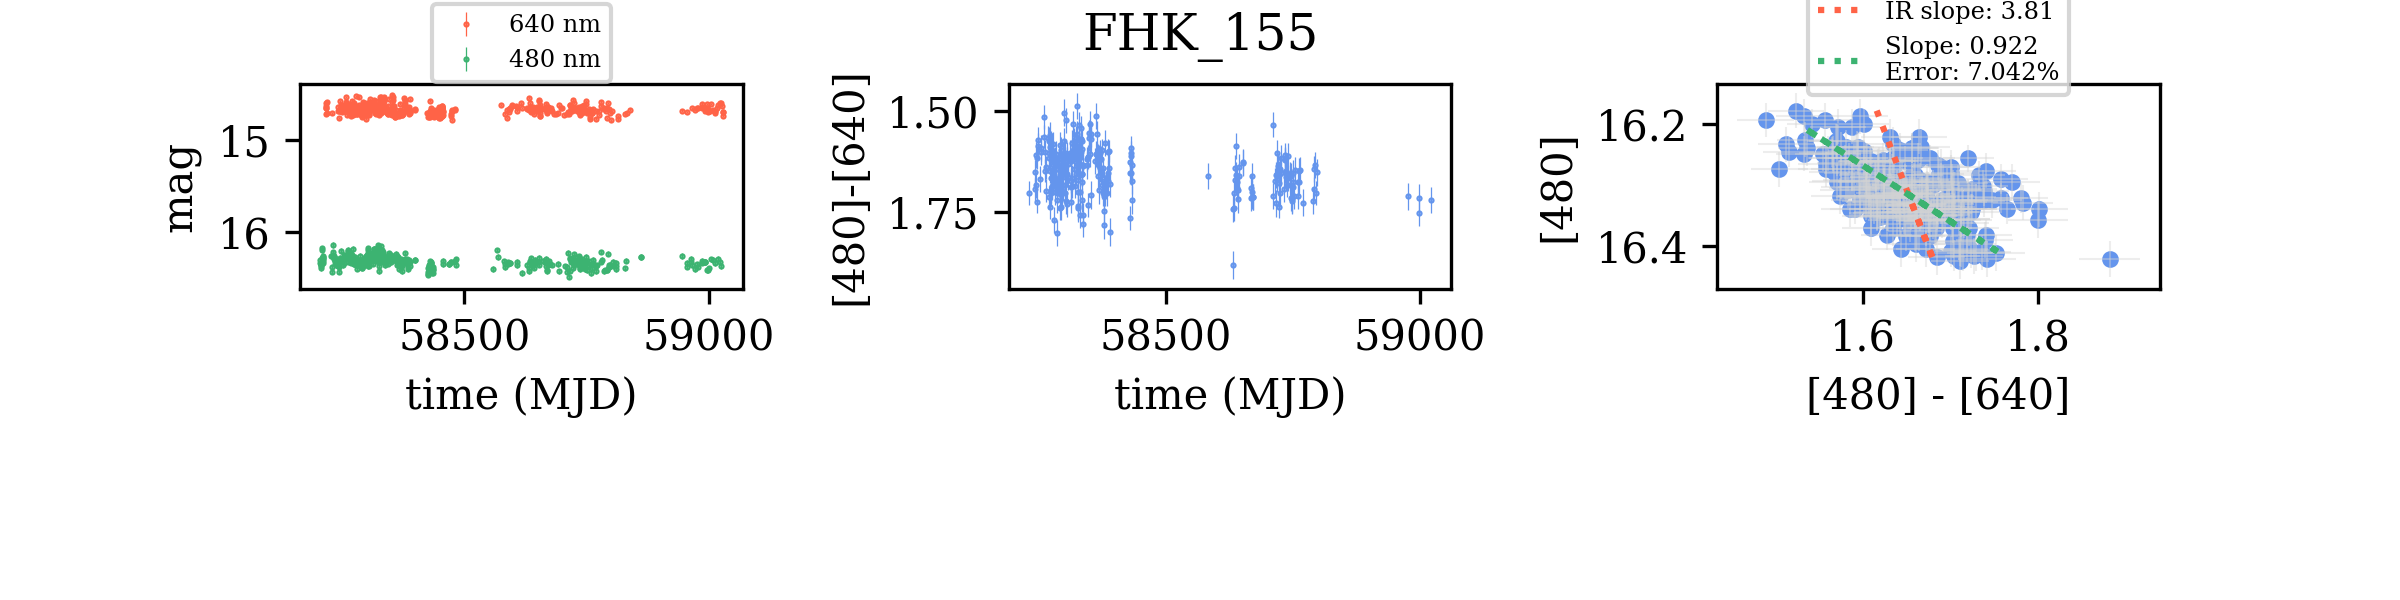 640 nm
480 nm
15
16
mag
58500 59000
time (MJD)
FHK_155
1.50
1.75
[480]-[640]
58500 59000
time (MJD)
IR slope: 3.81
Slope: 0.922
Error: 7.042%
16.2
16.4
[480]
1.6 1.8
[480] - [640]